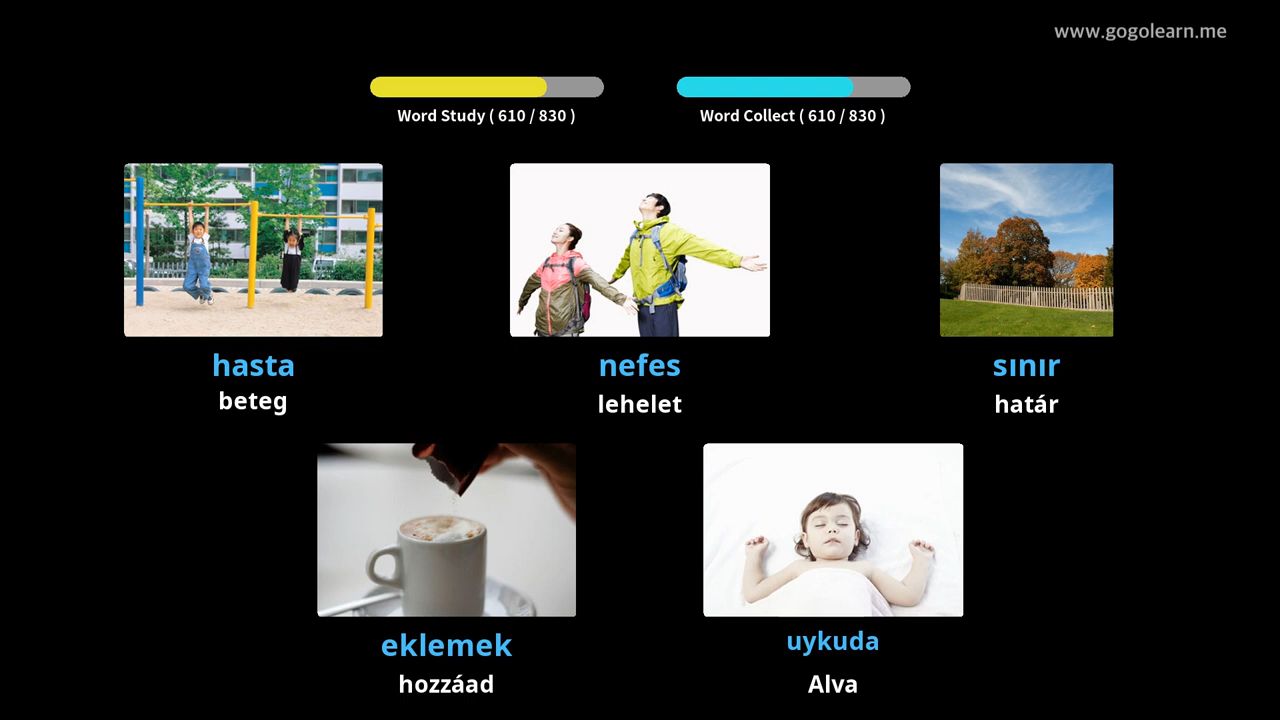 www.gogolearn.me
Word Study ( 610 / 830 )
Word Collect ( 610 / 830 )
hasta
beteg
nefes
lehelet
sınır
határ
eklemek
hozzáad
uykuda
Alva